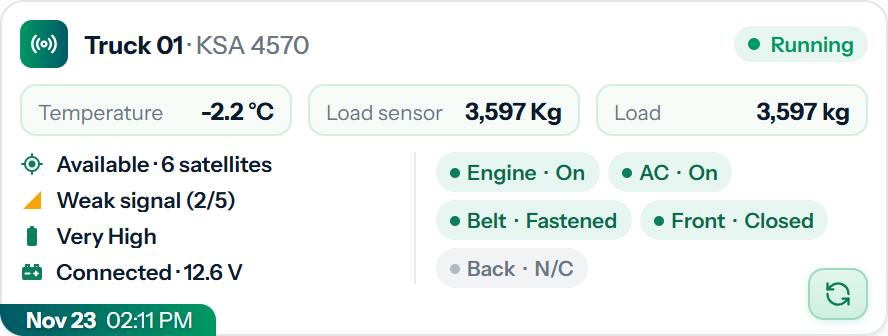 Truck 01 · KSA 4570
Running
Temperature -2.2 °C
Load sensor 3,597 Kg
Load 3,597 kg
Available · 6 satellites
Weak signal (2/5)
Very High
Connected · 12.6 V
Engine · On
AC · On
Belt · Fastened
Front · Closed
Back · N/C
Nov 23 02:11 PM